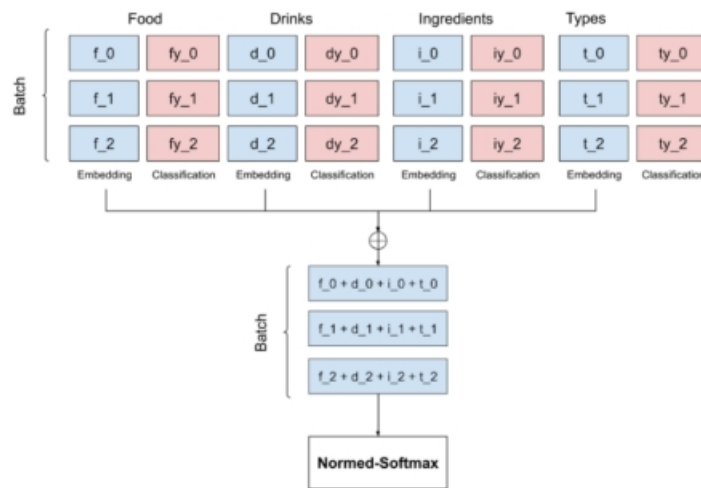 Food Drinks Ingredients Types
Batch
f_0 fy_0 d_0 dy_0 i_0 iy_0 t_0 ty_0
f_1 fy_1 d_1 dy_1 i_1 iy_1 t_1 ty_1
f_2 fy_2 d_2 dy_2 i_2 iy_2 t_2 ty_2
Embedding Classification Embedding Classification Embedding Classification Embedding Classification
Batch
f_0 + d_0 + i_0 + t_0
f_1 + d_1 + i_1 + t_1
f_2 + d_2 + i_2 + t_2
Normed-Softmax